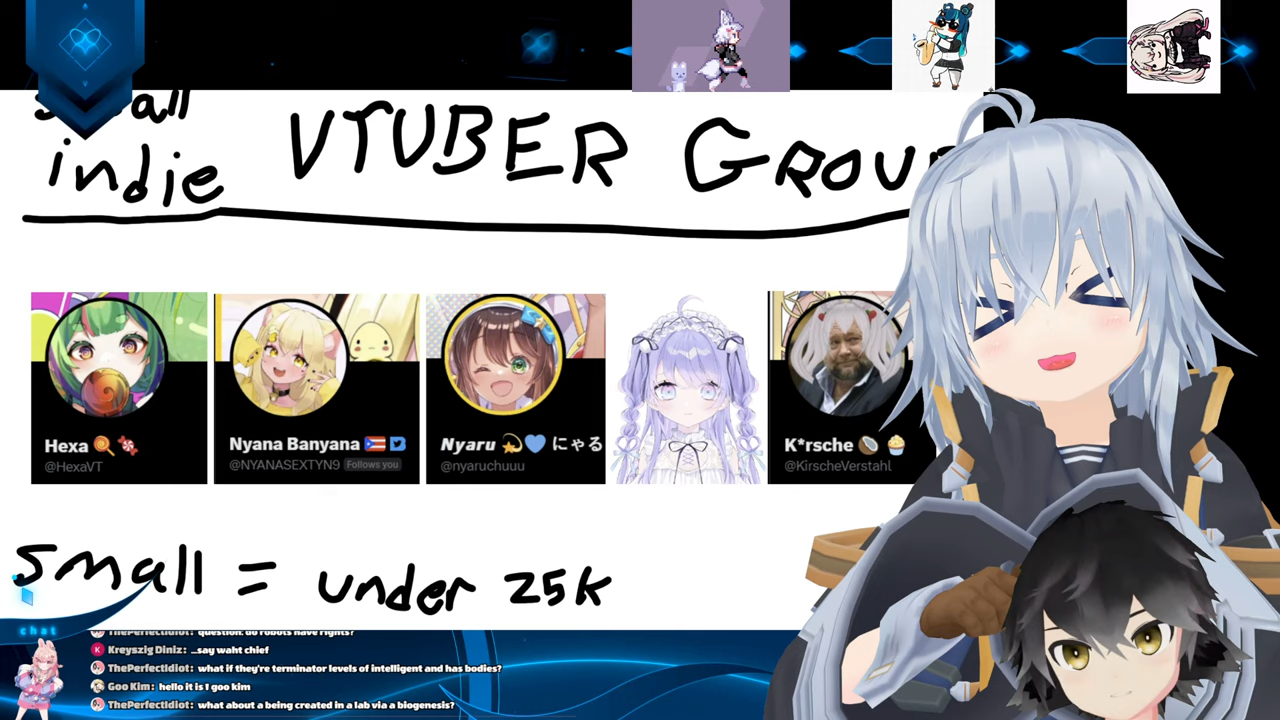 small
indie
VTUBER GROUP
Hexa
@HexaVT
Nyana Banyana
@NYANASEXTYN9 Follows you
Nyaru にゃる
@nyaruchuuu
K*rsche
@KirscheVerstahl
small = under 25k
chat
ThePerfectIdiot: question: do robots have rights?
Kreyszig Diniz: ...say waht chief
ThePerfectIdiot: what if they're terminator levels of intelligent and has bodies?
Goo Kim: hello it is I goo kim
ThePerfectIdiot: what about a being created in a lab via a biogenesis?